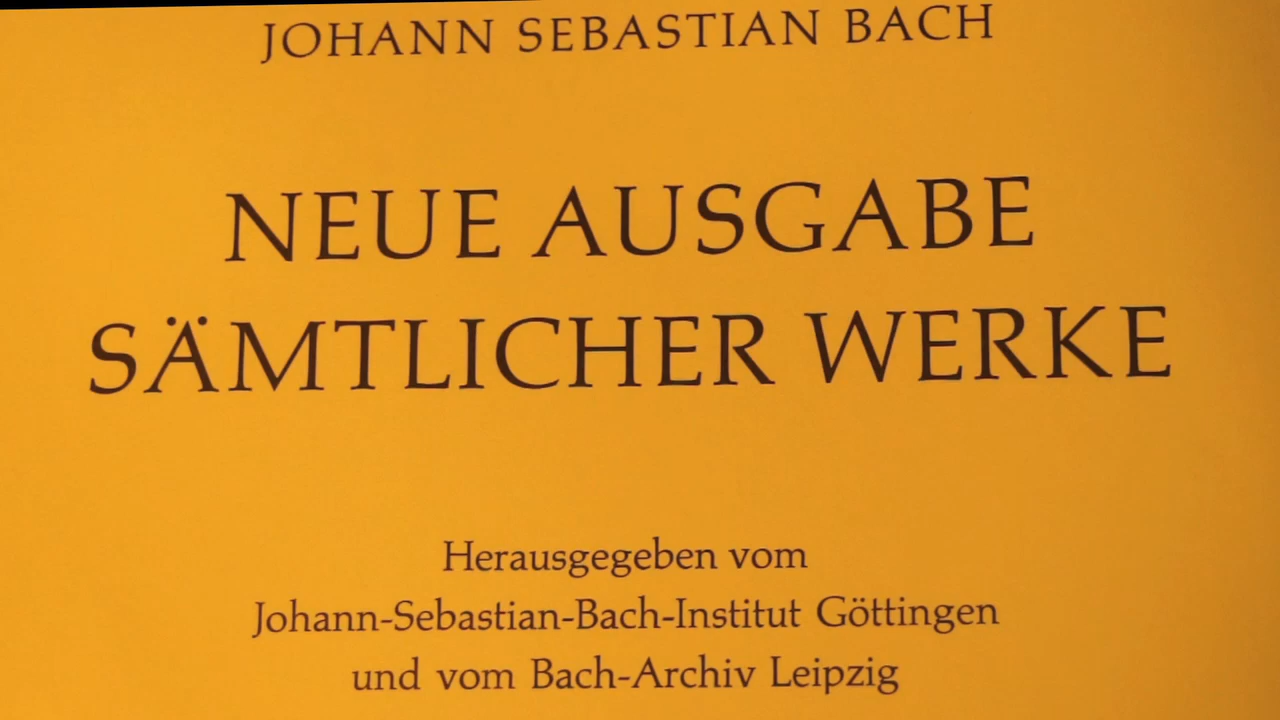 JOHANN SEBASTIAN BACH
NEUE AUSGABE
SÄMTLICHER WERKE
Herausgegeben vom
Johann-Sebastian-Bach-Institut Göttingen
und vom Bach-Archiv Leipzig